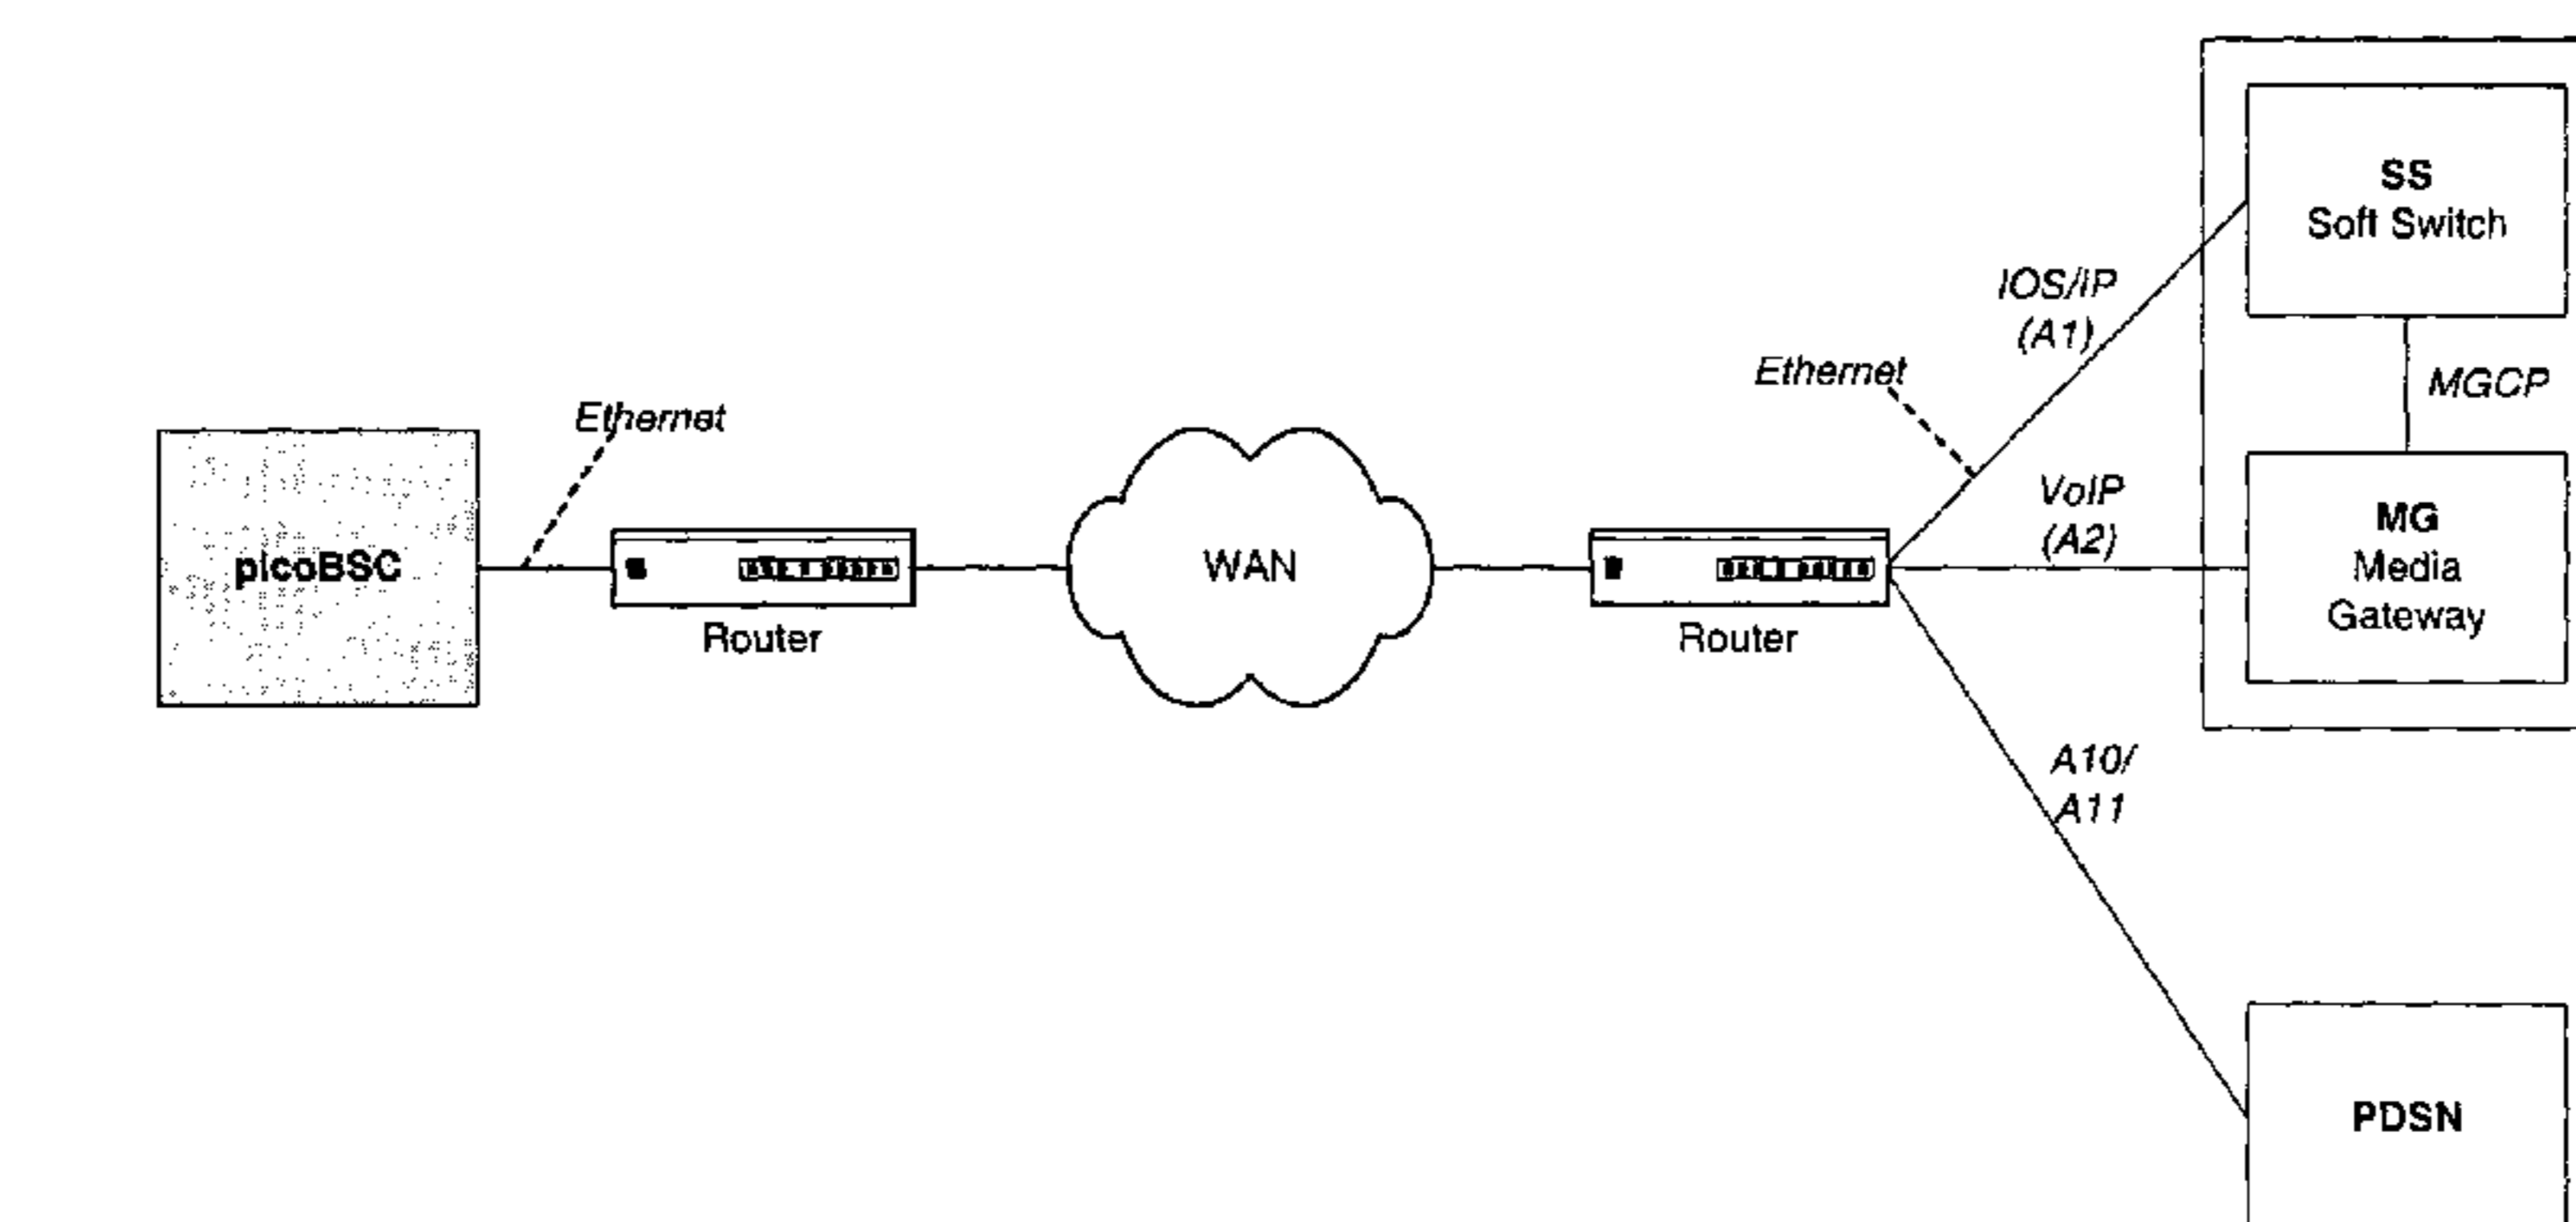 SS
Soft Switch
IOS/IP
(A1)
Ethernet
MGCP
Ethernet
VoIP
(A2)
picoBSC
WAN
MG
Media
Gateway
Router
Router
A10/
A11
PDSN